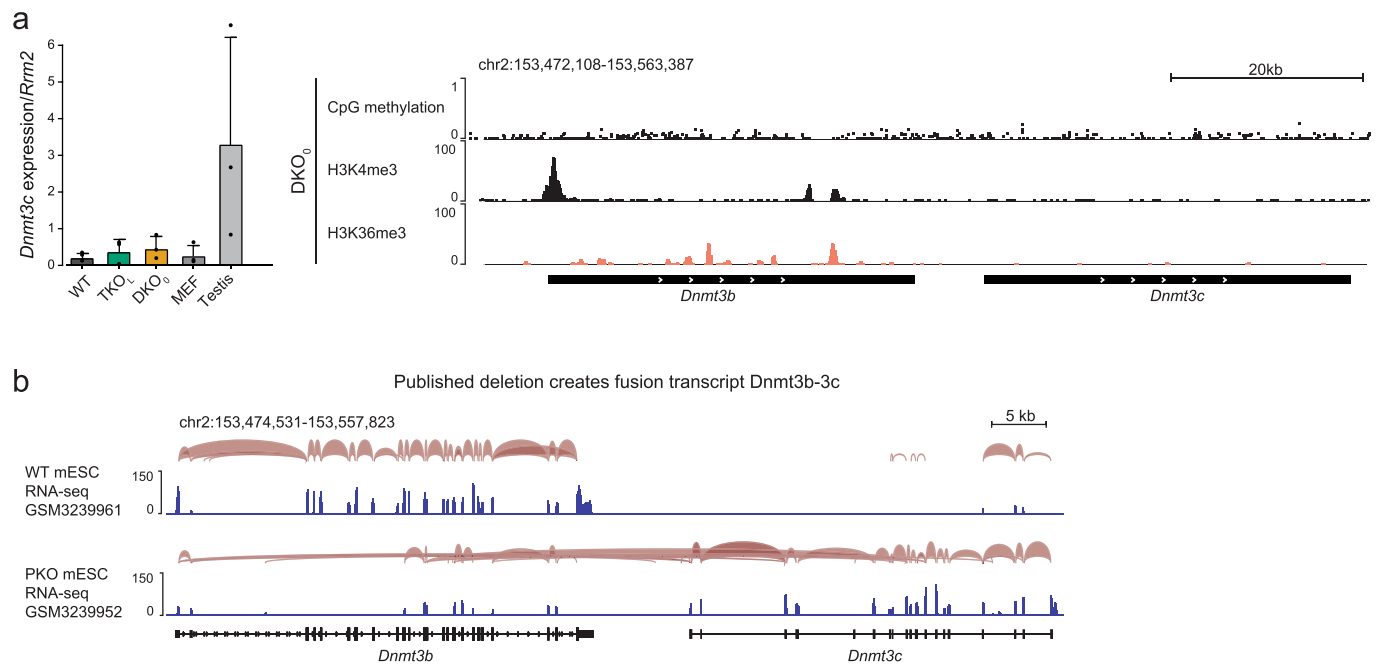 a
Dnmt3c expression/Rrm2
6
5
4
3
2
1
0
WT
TKO_L
DKO_0
MEF
Testis
chr2:153,472,108-153,563,387
20kb
DKO_0
CpG methylation
1
0
H3K4me3
100
0
H3K36me3
100
0
Dnmt3b
Dnmt3c
b
Published deletion creates fusion transcript Dnmt3b-3c
chr2:153,474,531-153,557,823
5 kb
WT mESC
RNA-seq
GSM3239961
150
0
PKO mESC
RNA-seq
GSM3239952
150
0
Dnmt3b
Dnmt3c